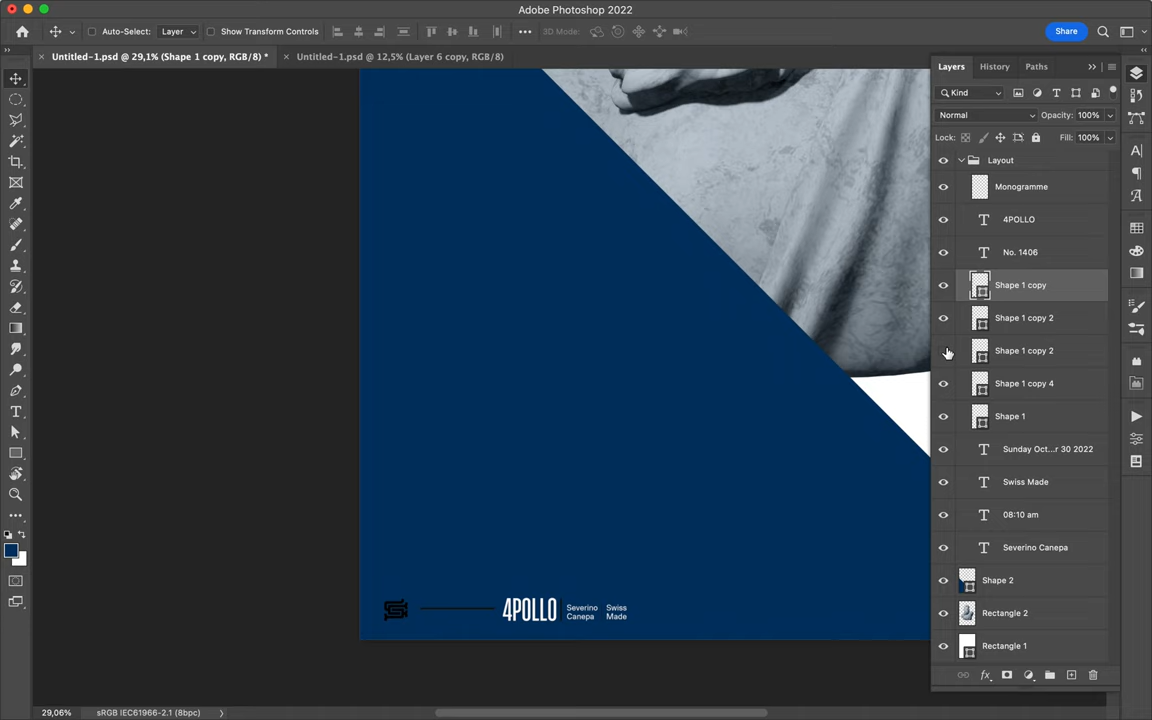 Adobe Photoshop 2022
Auto-Select: Layer Show Transform Controls 3D Mode: Share
Untitled-1.psd @ 29,1% (Shape 1 copy, RGB/8) * Untitled-1.psd @ 12,5% (Layer 6 copy, RGB/8)
Layers History Paths
Kind
Normal Opacity: 100%
Lock: Fill: 100%
Layout
Monogramme
4POLLO
No. 1406
Shape 1 copy
Shape 1 copy 2
Shape 1 copy 2
Shape 1 copy 4
Shape 1
Sunday Oct...r 30 2022
Swiss Made
08:10 am
Severino Canepa
Shape 2
Rectangle 2
Rectangle 1
4POLLO
Severino
Canepa
Swiss
Made
29,06% sRGB IEC61966-2.1 (8bpc)